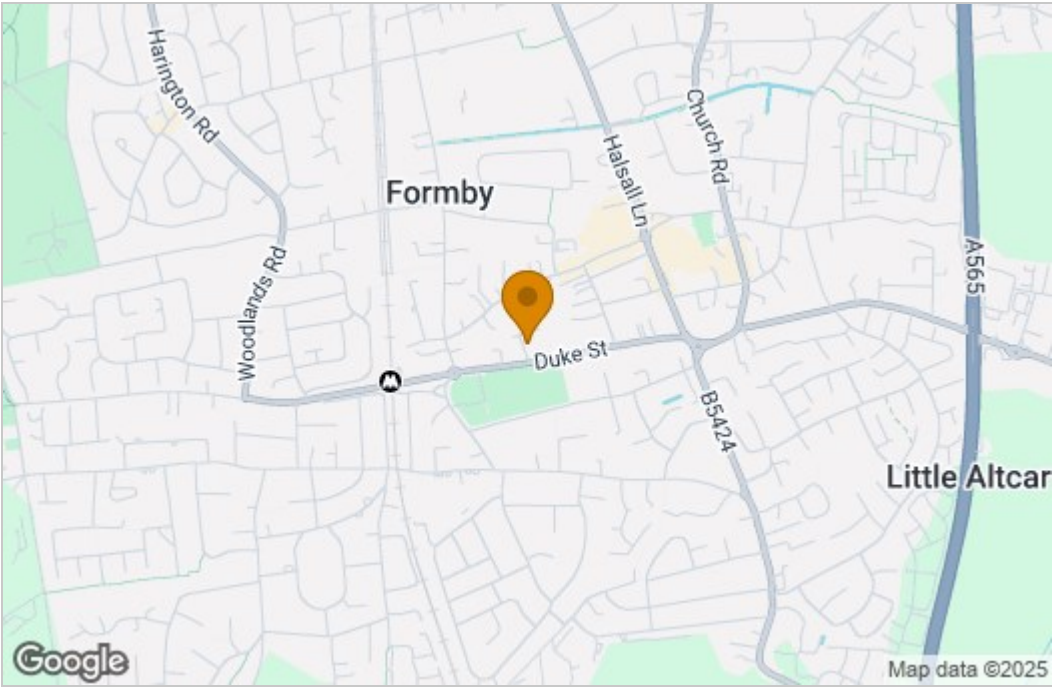 Harington Rd
Church Rd
Halsall Ln
Formby
A565
Woodlands Rd
Duke St
B5424
Little Altcar
Google
Map data ©2025